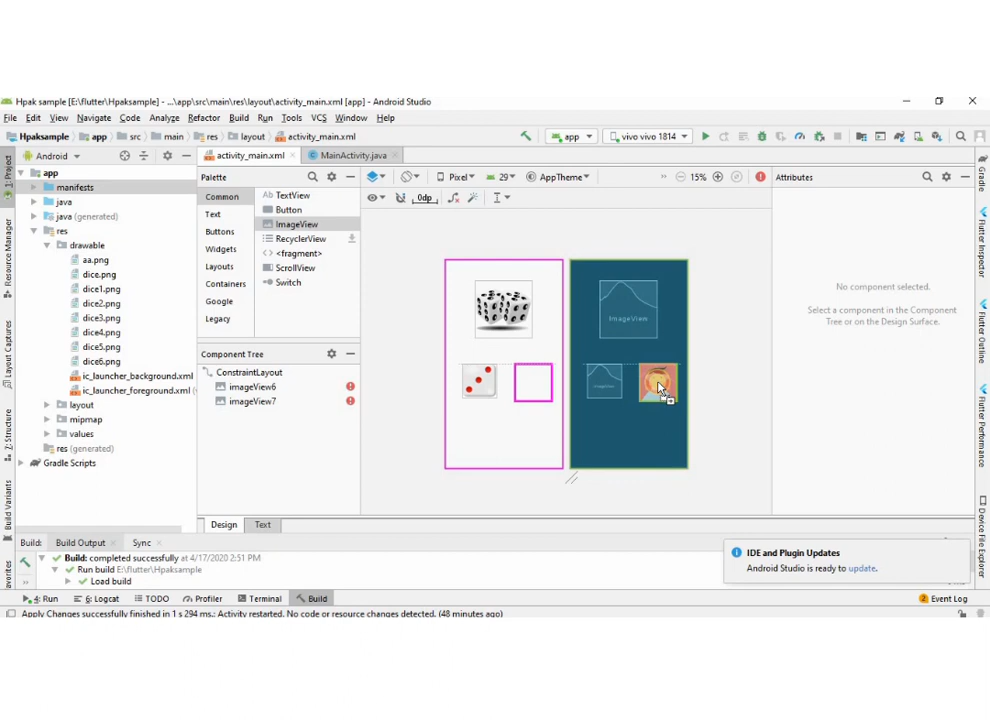 Hpak sample [E:\flutter\Hpaksample] - ...\app\src\main\res\layout\activity_main.xml [app] - Android Studio
File Edit View Navigate Code Analyze Refactor Build Run Tools VCS Window Help
Hpaksample app src main res layout activity_main.xml app vivo vivo 1814
Android activity_main.xml MainActivity.java
1: Project
Resource Manager
Layout Captures
Z: Structure
Build Variants
avorites
app
manifests
java
java (generated)
res
drawable
aa.png
dice.png
dice1.png
dice2.png
dice3.png
dice4.png
dice5.png
dice6.png
ic_launcher_background.xml
ic_launcher_foreground.xml (
layout
mipmap
values
res (generated)
Gradle Scripts
Palette
Common
Text
Buttons
Widgets
Layouts
Containers
Google
Legacy
Ab TextView
Button
ImageView
RecyclerView
<fragment>
ScrollView
Switch
Component Tree
ConstraintLayout
imageView6
imageView7
Pixel 29 AppTheme 15%
0dp
ImageView
Attributes
No component selected.
Select a component in the Component
Tree or on the Design Surface.
Gradle
Flutter Inspector
Flutter Outline
Flutter Performance
Device File Explorer
Design Text
Build: Build Output Sync
Build: completed successfully at 4/17/2020 2:51 PM
Run build E:\flutter\Hpaksample
Load build
IDE and Plugin Updates
Android Studio is ready to update.
4: Run 6: Logcat TODO Profiler Terminal Build 2 Event Log
Apply Changes successfully finished in 1 s 294 ms.: Activity restarted. No code or resource changes detected. (48 minutes ago)